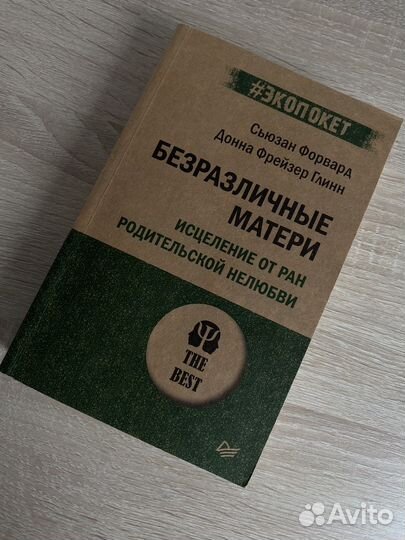 #ЭКОПОКЕТ
Сьюзан Форвард
Донна Фрейзер Глинн
БЕЗРАЗЛИЧНЫЕ
МАТЕРИ
ИСЦЕЛЕНИЕ ОТ РАН
РОДИТЕЛЬСКОЙ НЕЛЮБВИ
Ψ
THE
BEST
Avito